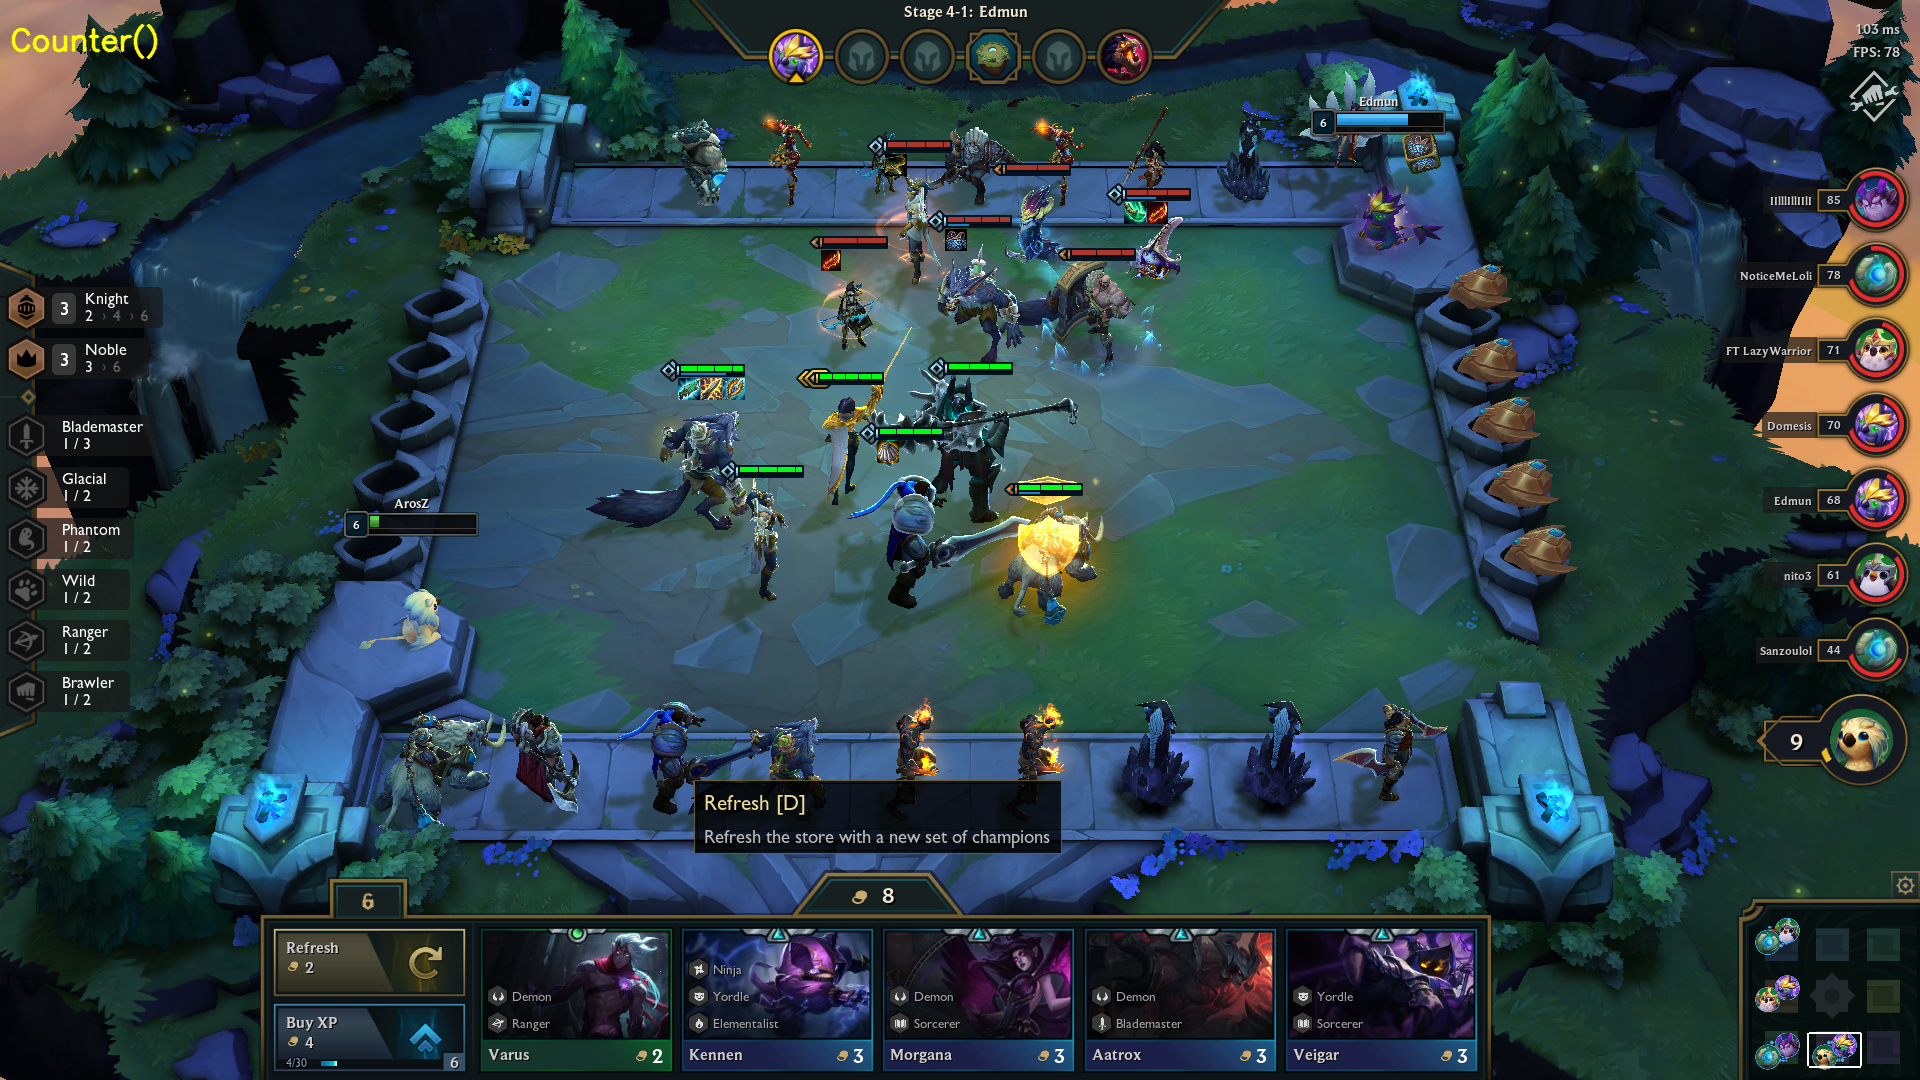 Stage 4-1: Edmun
Counter()
103 ms
FPS: 78
Edmun
6
IIIIIIIIIIII 85
NoticeMeLoli 78
FT LazyWarrior 71
Domesis 70
Edmun 68
nito3 61
Sanzoulol 44
9
3 Knight
2 › 4 › 6
3 Noble
3 › 6
Blademaster
1 / 3
Glacial
1 / 2
Phantom
1 / 2
Wild
1 / 2
Ranger
1 / 2
Brawler
1 / 2
ArosZ
6
Refresh [D]
Refresh the store with a new set of champions
6
8
Refresh
2
Buy XP
4
4/30
6
Demon
Ranger
Varus 2
Ninja
Yordle
Elementalist
Kennen 3
Demon
Sorcerer
Morgana 3
Demon
Blademaster
Aatrox 3
Yordle
Sorcerer
Veigar 3